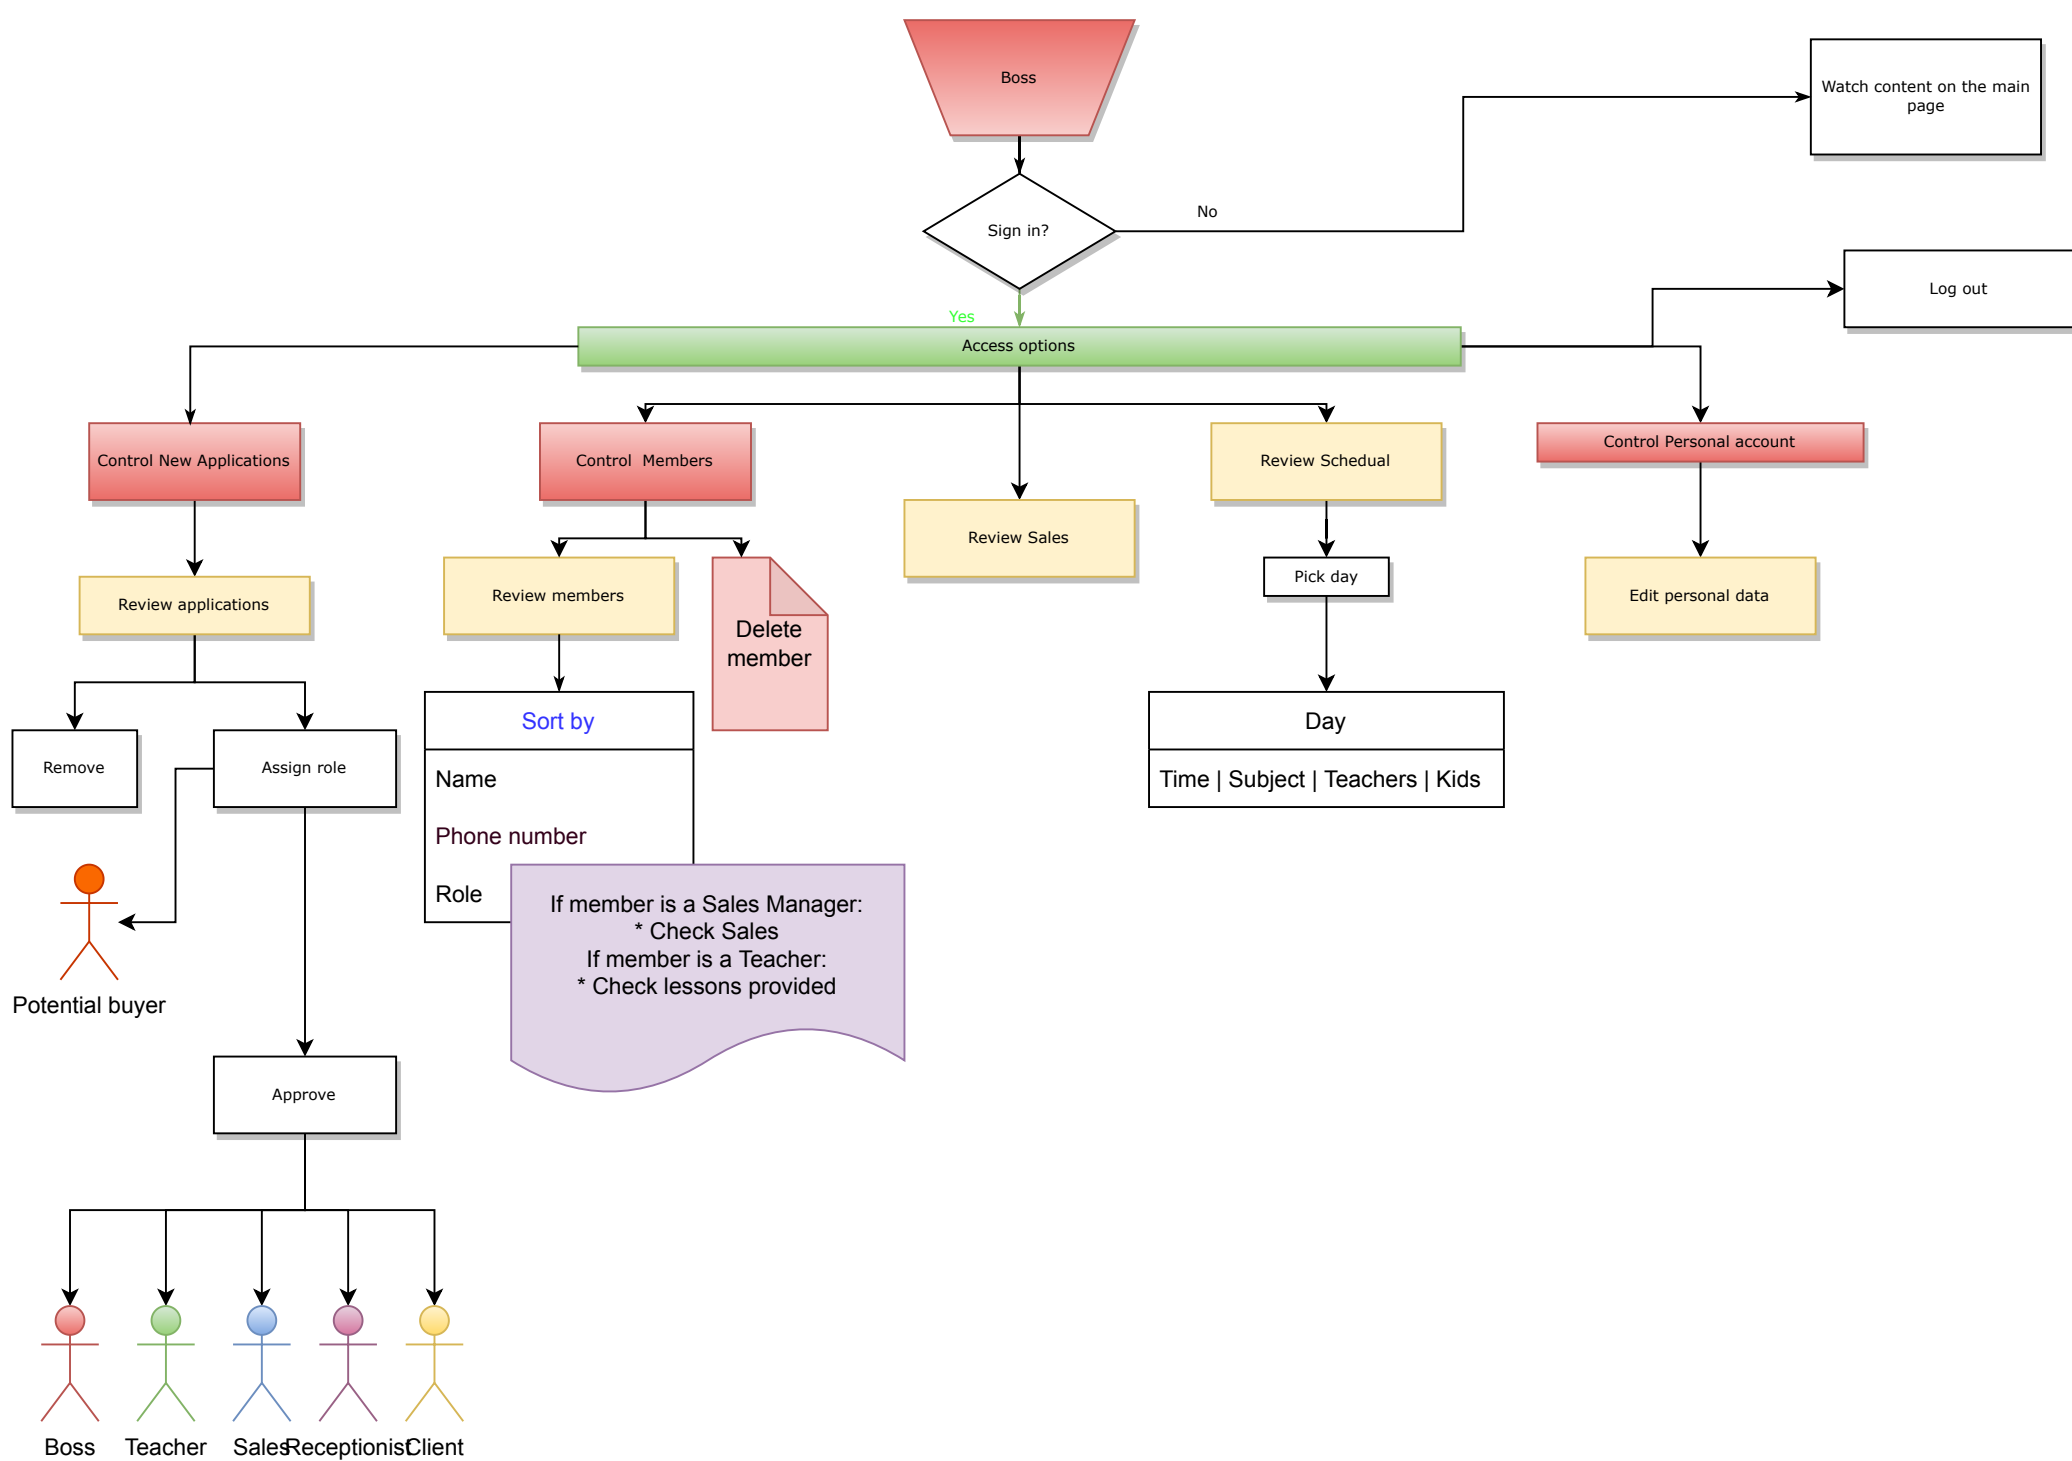 Boss
Watch content on the main
page
Sign in?
No
Log out
Yes
Access options
Control New Applications
Control  Members
Review Schedual
Control Personal account
Review Sales
Pick day
Review applications
Review members
Edit personal data
Delete
member
Sort by
Day
Remove
Assign role
Name
Time | Subject | Teachers | Kids
Phone number
Role
If member is a Sales Manager:
* Check Sales
If member is a Teacher:
* Check lessons provided
Potential buyer
Approve
Boss
Teacher
Sales
Receptionist
Client